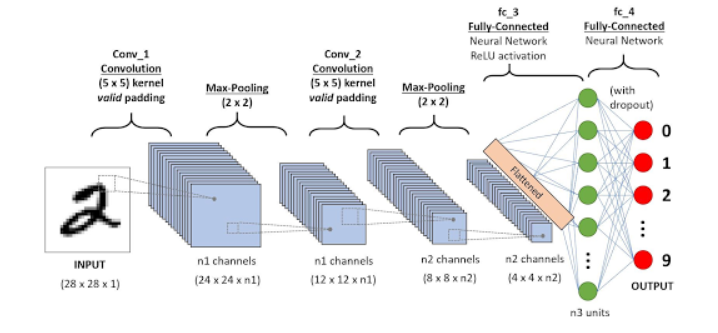 fc_3
Fully-Connected
Neural Network
ReLU activation
fc_4
Fully-Connected
Neural Network
Conv_1
Convolution
(5 x 5) kernel
valid padding
Max-Pooling
(2 x 2)
Conv_2
Convolution
(5 x 5) kernel
valid padding
Max-Pooling
(2 x 2)
(with
dropout)
0
1
2
⋮
9
Flattened
⋮
INPUT
(28 x 28 x 1)
n1 channels
(24 x 24 x n1)
n1 channels
(12 x 12 x n1)
n2 channels
(8 x 8 x n2)
n2 channels
(4 x 4 x n2)
OUTPUT
n3 units
2